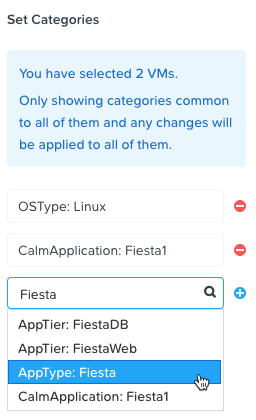 Set Categories
You have selected 2 VMs.
Only showing categories common
to all of them and any changes will
be applied to all of them.
OSType: Linux
CalmApplication: Fiesta1
Fiesta
AppTier: FiestaDB
AppTier: FiestaWeb
AppType: Fiesta
CalmApplication: Fiesta1